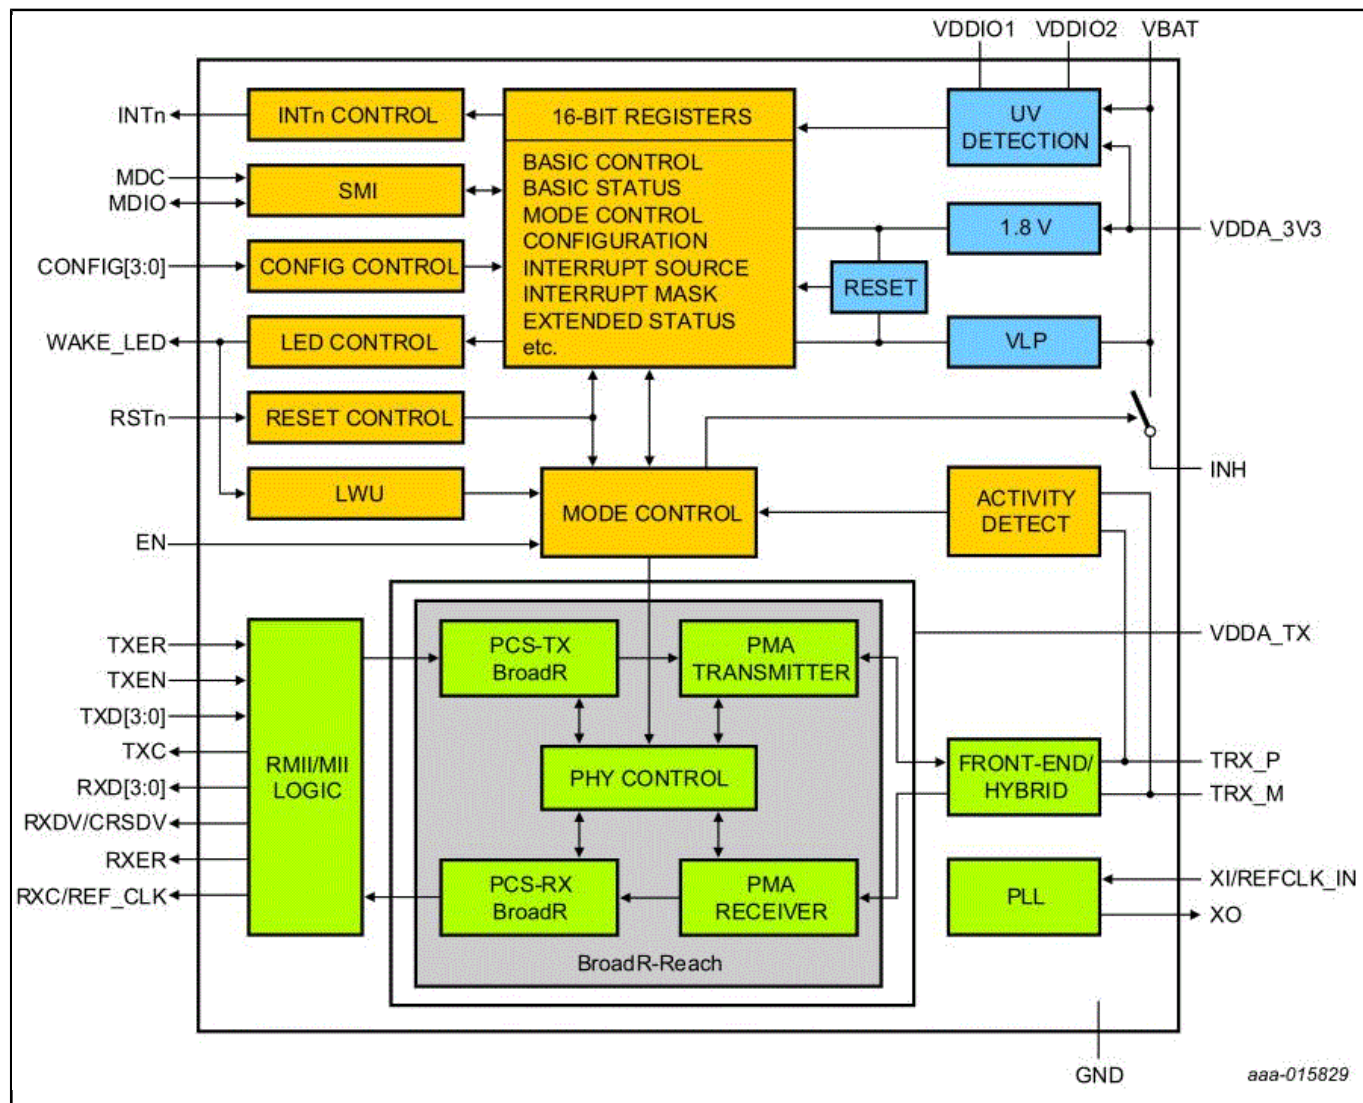 VDDIO1 VDDIO2 VBAT
INTn
INTn CONTROL
16-BIT REGISTERS
UV
DETECTION
MDC
MDIO
SMI
BASIC CONTROL
BASIC STATUS
MODE CONTROL
CONFIGURATION
INTERRUPT SOURCE
INTERRUPT MASK
EXTENDED STATUS
etc.
1.8 V
VDDA_3V3
CONFIG[3:0]
CONFIG CONTROL
RESET
WAKE_LED
LED CONTROL
VLP
RSTn
RESET CONTROL
INH
LWU
MODE CONTROL
ACTIVITY
DETECT
EN
TXER
TXEN
TXD[3:0]
TXC
RXD[3:0]
RXDV/CRSDV
RXER
RXC/REF_CLK
RMII/MII
LOGIC
PCS-TX
BroadR
PMA
TRANSMITTER
VDDA_TX
PHY CONTROL
FRONT-END/
HYBRID
TRX_P
TRX_M
PCS-RX
BroadR
PMA
RECEIVER
PLL
XI/REFCLK_IN
XO
BroadR-Reach
GND
aaa-015829